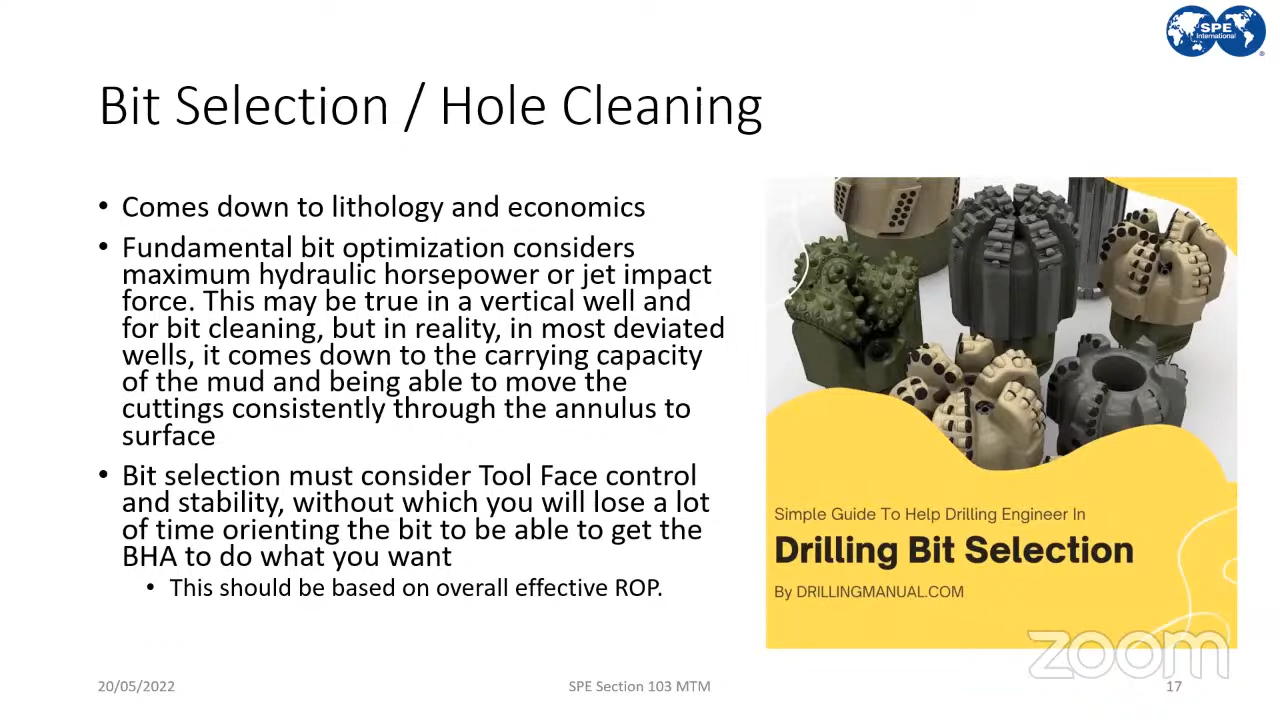 SPE
International
Bit Selection / Hole Cleaning
• Comes down to lithology and economics
• Fundamental bit optimization considers
maximum hydraulic horsepower or jet impact
force. This may be true in a vertical well and
for bit cleaning, but in reality, in most deviated
wells, it comes down to the carrying capacity
of the mud and being able to move the
cuttings consistently through the annulus to
surface
• Bit selection must consider Tool Face control
and stability, without which you will lose a lot
of time orienting the bit to be able to get the
BHA to do what you want
• This should be based on overall effective ROP.
Simple Guide To Help Drilling Engineer In
Drilling Bit Selection
By DRILLINGMANUAL.COM
zoom
20/05/2022
SPE Section 103 MTM
17